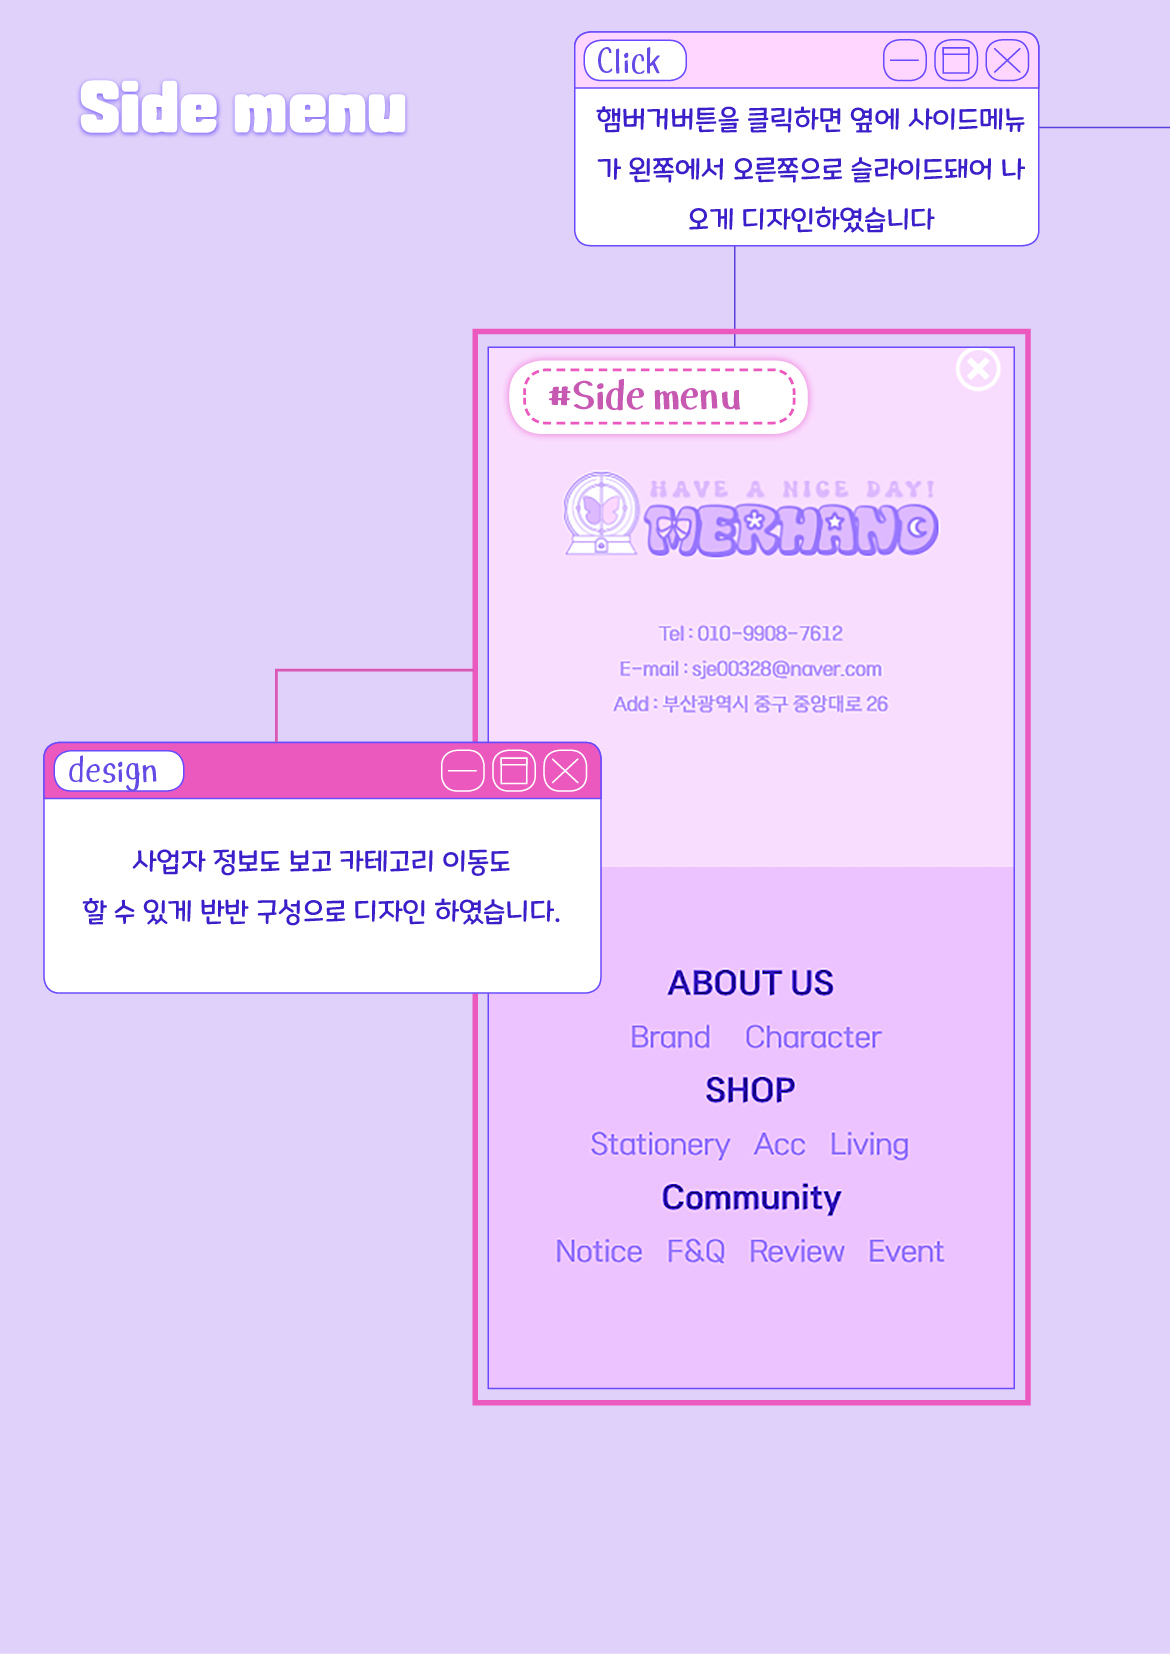 Side menu
Click
햄버거버튼을 클릭하면 옆에 사이드메뉴
가 왼쪽에서 오른쪽으로 슬라이드돼어 나
오게 디자인하였습니다
#Side menu
HAVE A NICE DAY!
MERHAND
Tel : 010-9908-7612
E-mail : sje00328@naver.com
Add : 부산광역시 중구 중앙대로 26
design
사업자 정보도 보고 카테고리 이동도
할 수 있게 반반 구성으로 디자인 하였습니다.
ABOUT US
Brand Character
SHOP
Stationery Acc Living
Community
Notice F&Q Review Event